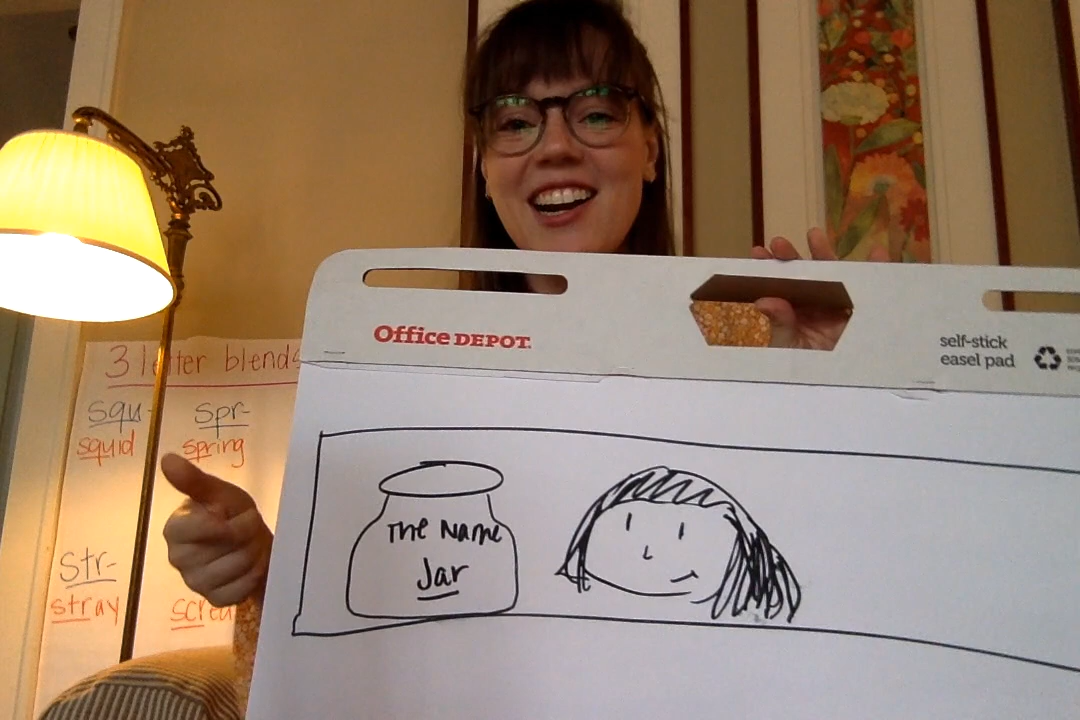 3 letter blends
squ-
squid
spr-
spring
str-
stray
Office DEPOT
self-stick
easel pad
The Name
Jar